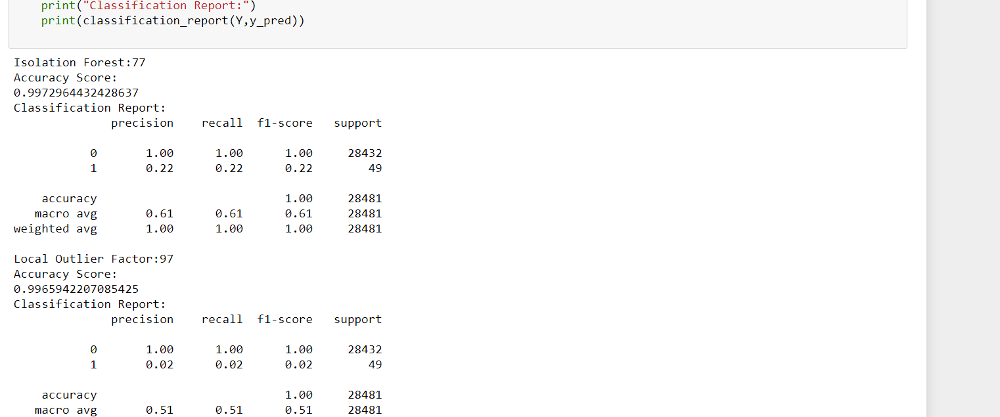 print("Classification Report:")
print(classification_report(Y,y_pred))
Isolation Forest:77
Accuracy Score:
0.9972964432428637
Classification Report:
precision recall f1-score support
0 1.00 1.00 1.00 28432
1 0.22 0.22 0.22 49
accuracy 1.00 28481
macro avg 0.61 0.61 0.61 28481
weighted avg 1.00 1.00 1.00 28481
Local Outlier Factor:97
Accuracy Score:
0.9965942207085425
Classification Report:
precision recall f1-score support
0 1.00 1.00 1.00 28432
1 0.02 0.02 0.02 49
accuracy 1.00 28481
macro avg 0.51 0.51 0.51 28481